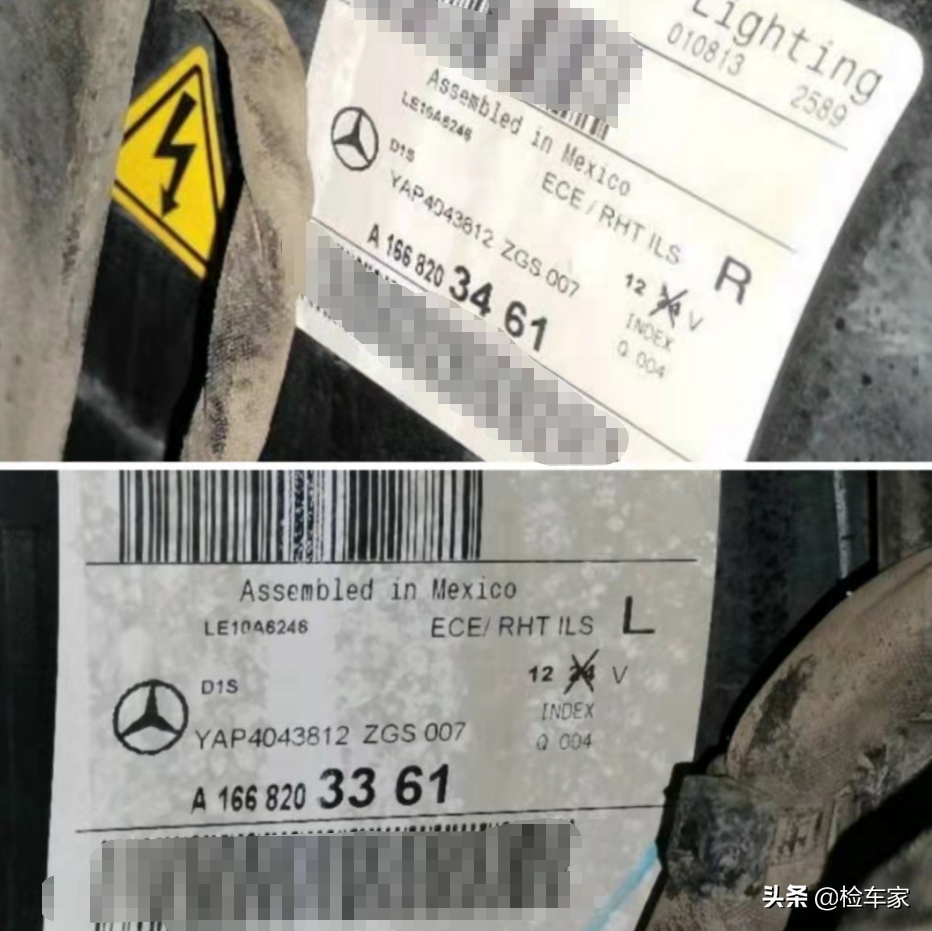 Lighting
010813 2589
Assembled in Mexico
LE10A6246
ECE / RHT ILS
R
D1S
YAP4043812 ZGS 007
12 24 V
INDEX
Q 004
A 166 820 34 61
Assembled in Mexico
LE10A6246
ECE/ RHT ILS L
D1S
12 24 V
INDEX
YAP4043812 ZGS 007
Q 004
A 166 820 33 61
头条 @检车家